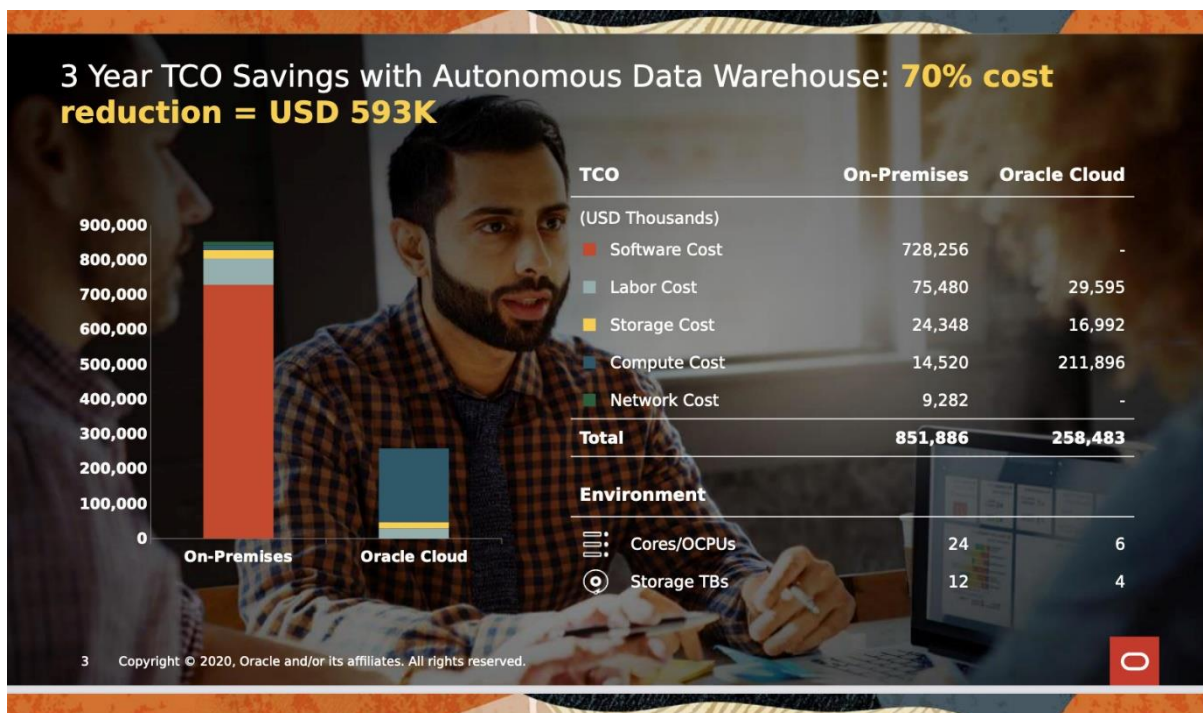 3 Year TCO Savings with Autonomous Data Warehouse: 70% cost
reduction = USD 593K
TCO On-Premises Oracle Cloud
(USD Thousands)
Software Cost 728,256 -
Labor Cost 75,480 29,595
Storage Cost 24,348 16,992
Compute Cost 14,520 211,896
Network Cost 9,282 -
Total 851,886 258,483
Environment
Cores/OCPUs 24 6
Storage TBs 12 4
900,000
800,000
700,000
600,000
500,000
400,000
300,000
200,000
100,000
0
On-Premises Oracle Cloud
3 Copyright © 2020, Oracle and/or its affiliates. All rights reserved.